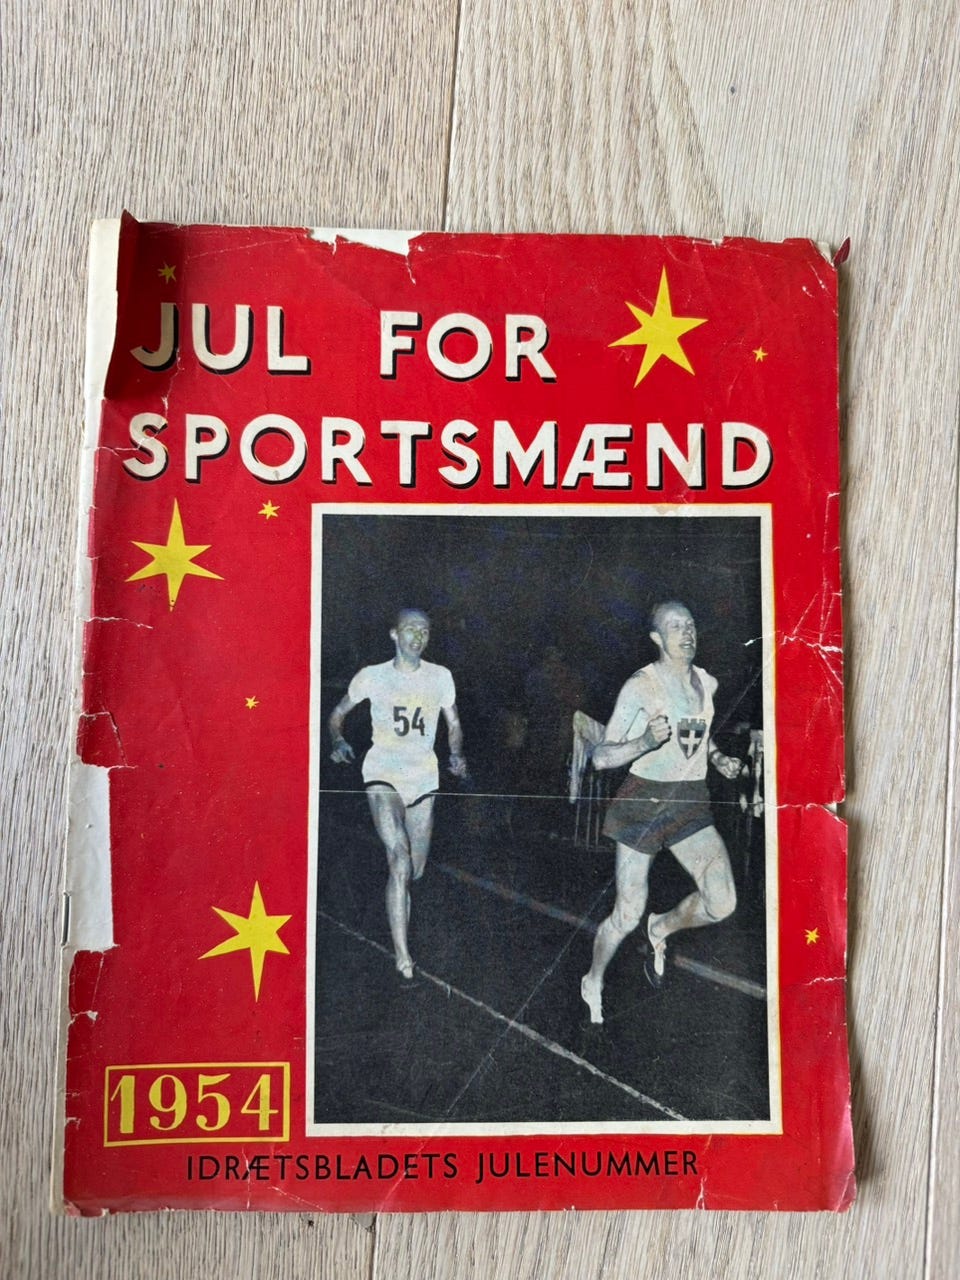 JUL FOR
SPORTSMÆND
54
1954
IDRÆTSBLADETS JULENUMMER